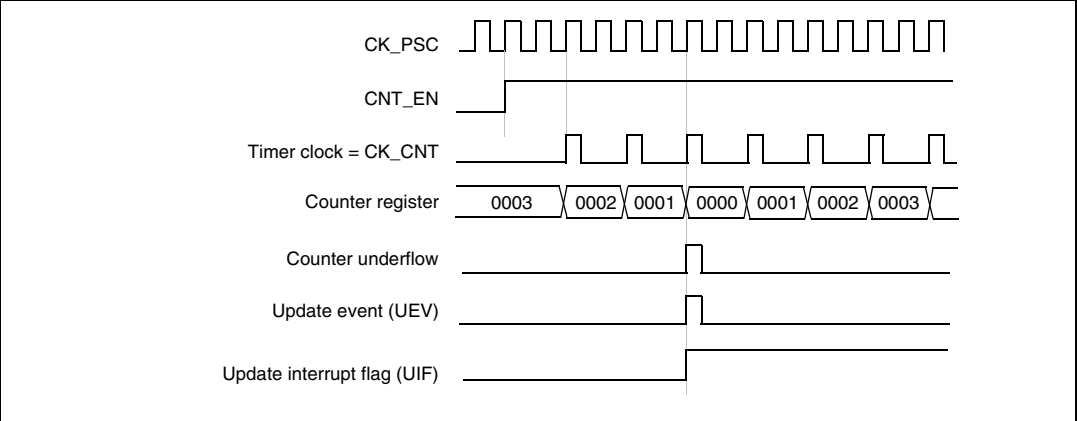 CK_PSC
CNT_EN
Timer clock = CK_CNT
Counter register 0003 0002 0001 0000 0001 0002 0003
Counter underflow
Update event (UEV)
Update interrupt flag (UIF)